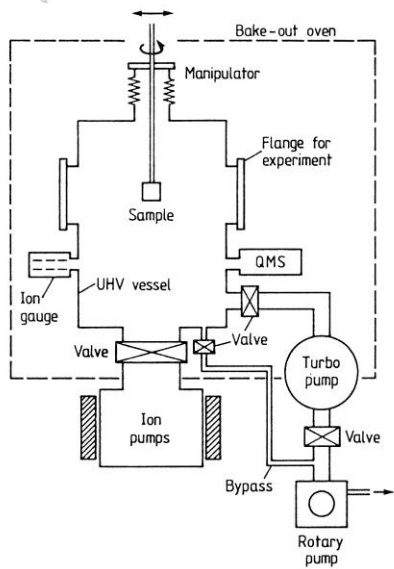 Bake-out oven
Manipulator
Flange for
experiment
Sample
QMS
Ion
gauge
UHV vessel
Valve
Valve
Turbo
pump
Ion
pumps
Valve
Bypass
Rotary
pump